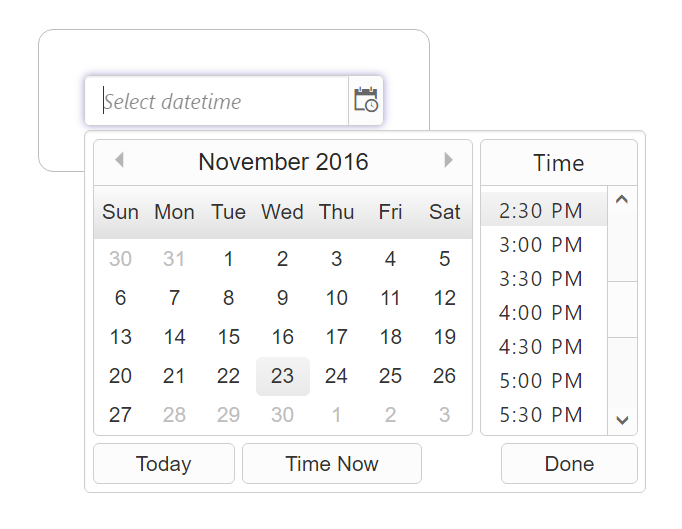 Select datetime
November 2016
Time
Sun Mon Tue Wed Thu Fri Sat
30 31 1 2 3 4 5
6 7 8 9 10 11 12
13 14 15 16 17 18 19
20 21 22 23 24 25 26
27 28 29 30 1 2 3
2:30 PM
3:00 PM
3:30 PM
4:00 PM
4:30 PM
5:00 PM
5:30 PM
Today
Time Now
Done